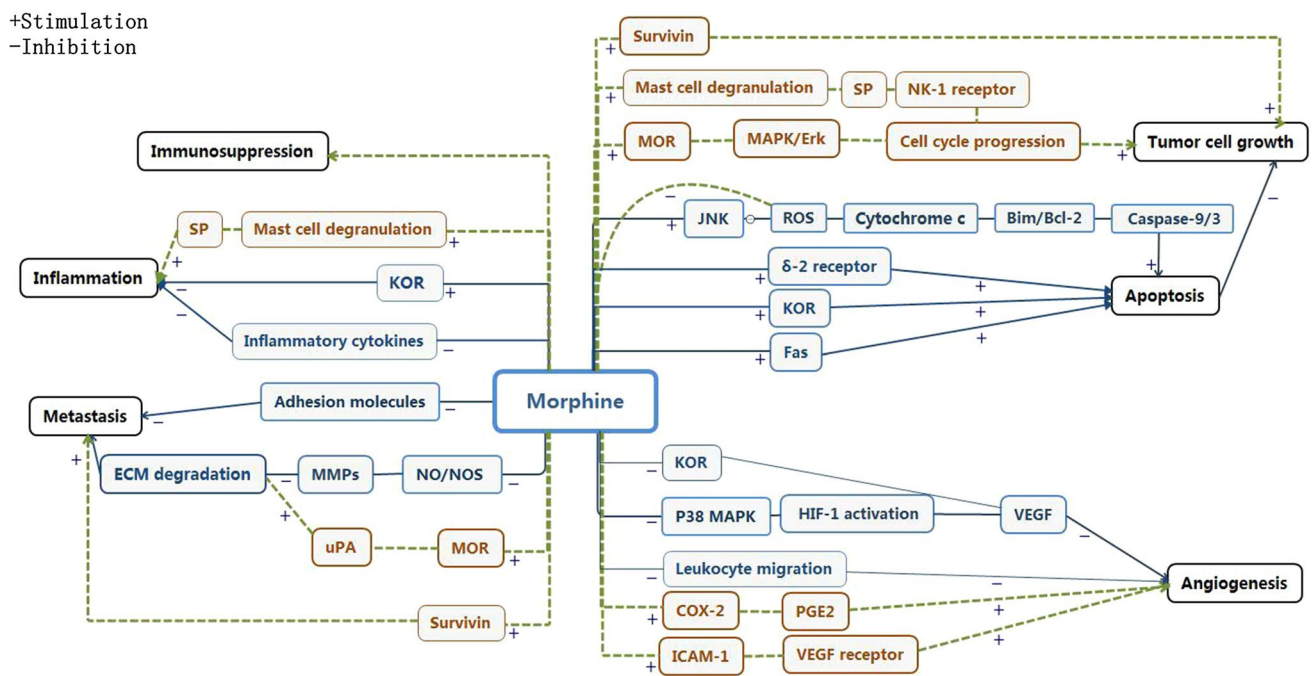 +Stimulation
−Inhibition
Survivin
+
+
Mast cell degranulation
SP
NK-1 receptor
+
MOR
MAPK/Erk
Cell cycle progression
+
+
Tumor cell growth
−
JNK
+
−
ROS
Cytochrome c
Bim/Bcl-2
Caspase-9/3
+
δ-2 receptor
+
+
KOR
+
+
Fas
+
+
Apoptosis
Immunosuppression
SP
+
Mast cell degranulation
+
Inflammation
−
−
KOR
+
Inflammatory cytokines
−
Morphine
Metastasis
−
+
Adhesion molecules
−
ECM degradation
−
MMPs
NO/NOS
−
+
uPA
MOR
+
Survivin
+
KOR
−
P38 MAPK
−
HIF-1 activation
VEGF
−
Leukocyte migration
−
−
Angiogenesis
COX-2
+
PGE2
+
ICAM-1
+
VEGF receptor
+